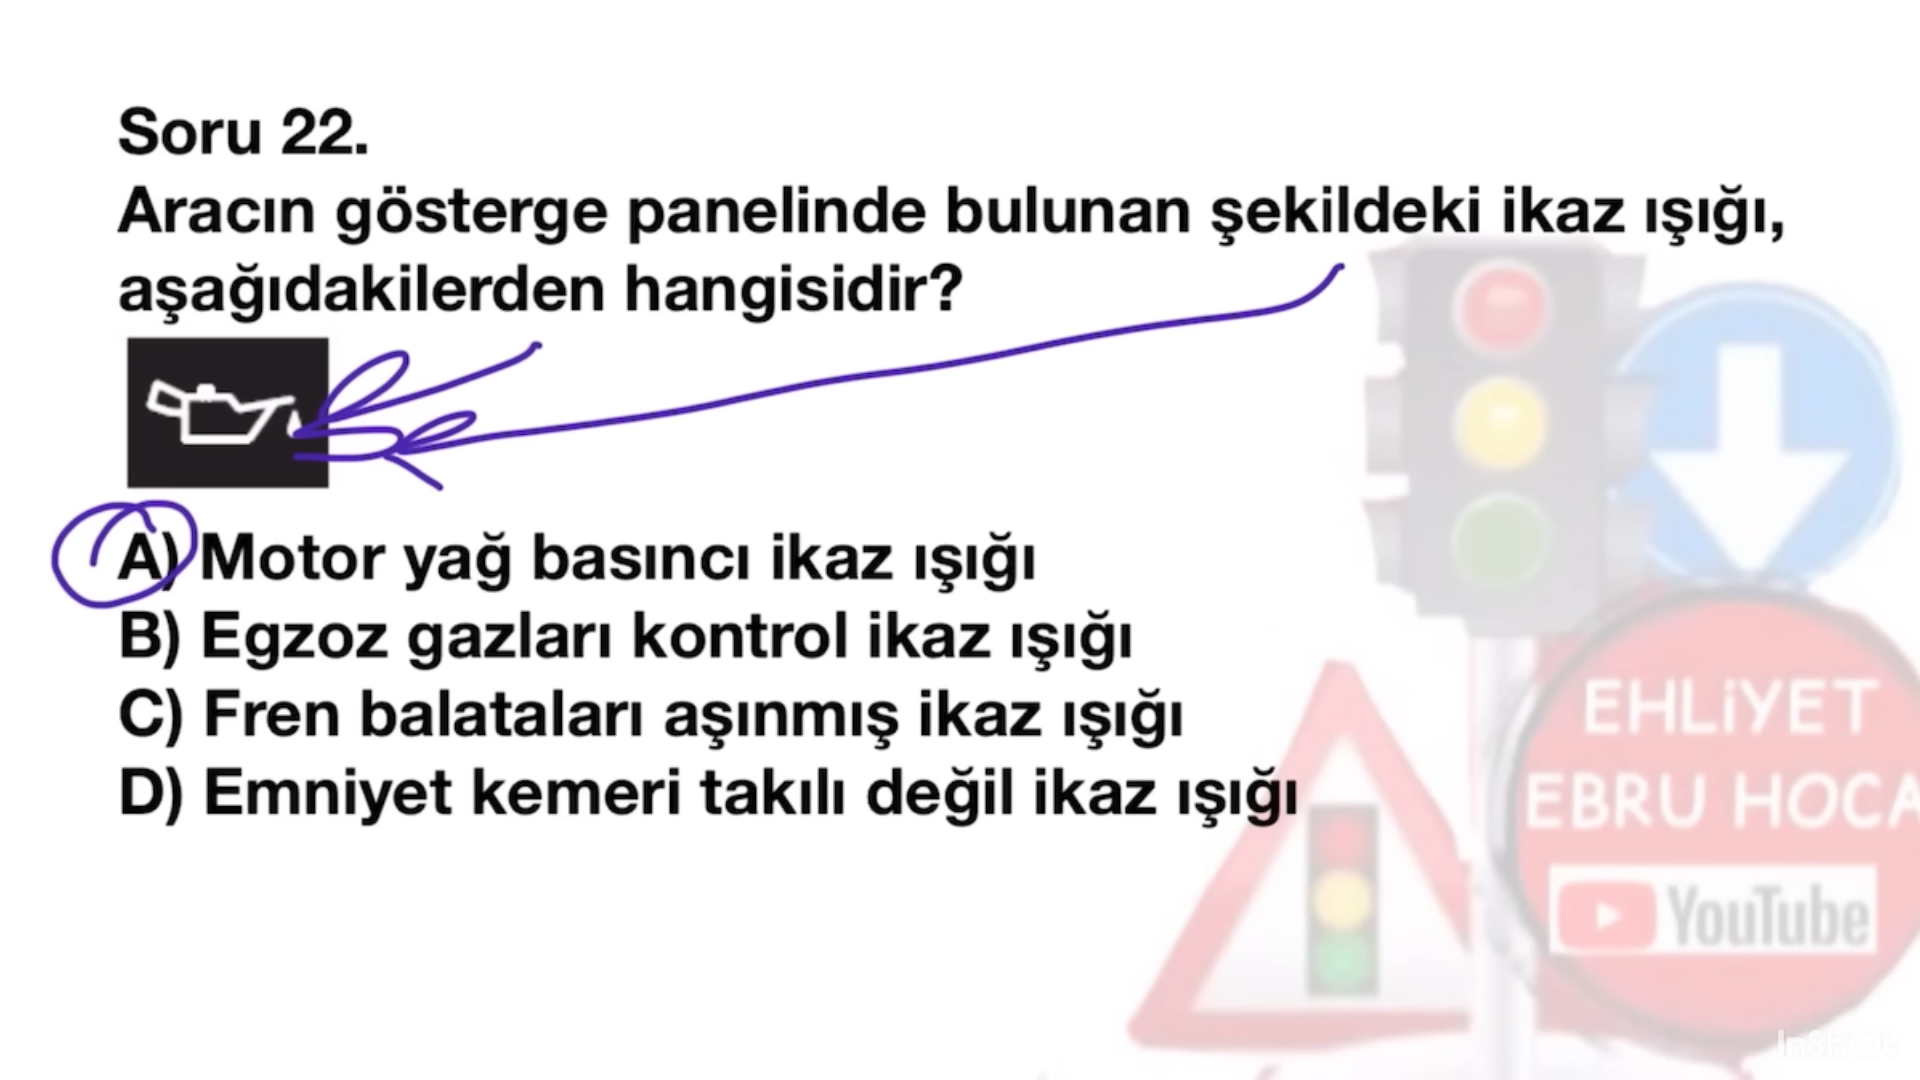 Soru 22.
Aracın gösterge panelinde bulunan şekildeki ikaz ışığı,
aşağıdakilerden hangisidir?
A) Motor yağ basıncı ikaz ışığı
B) Egzoz gazları kontrol ikaz ışığı
C) Fren balataları aşınmış ikaz ışığı
D) Emniyet kemeri takılı değil ikaz ışığı
EHLİYET
EBRU HOCA
YouTube
InShOt